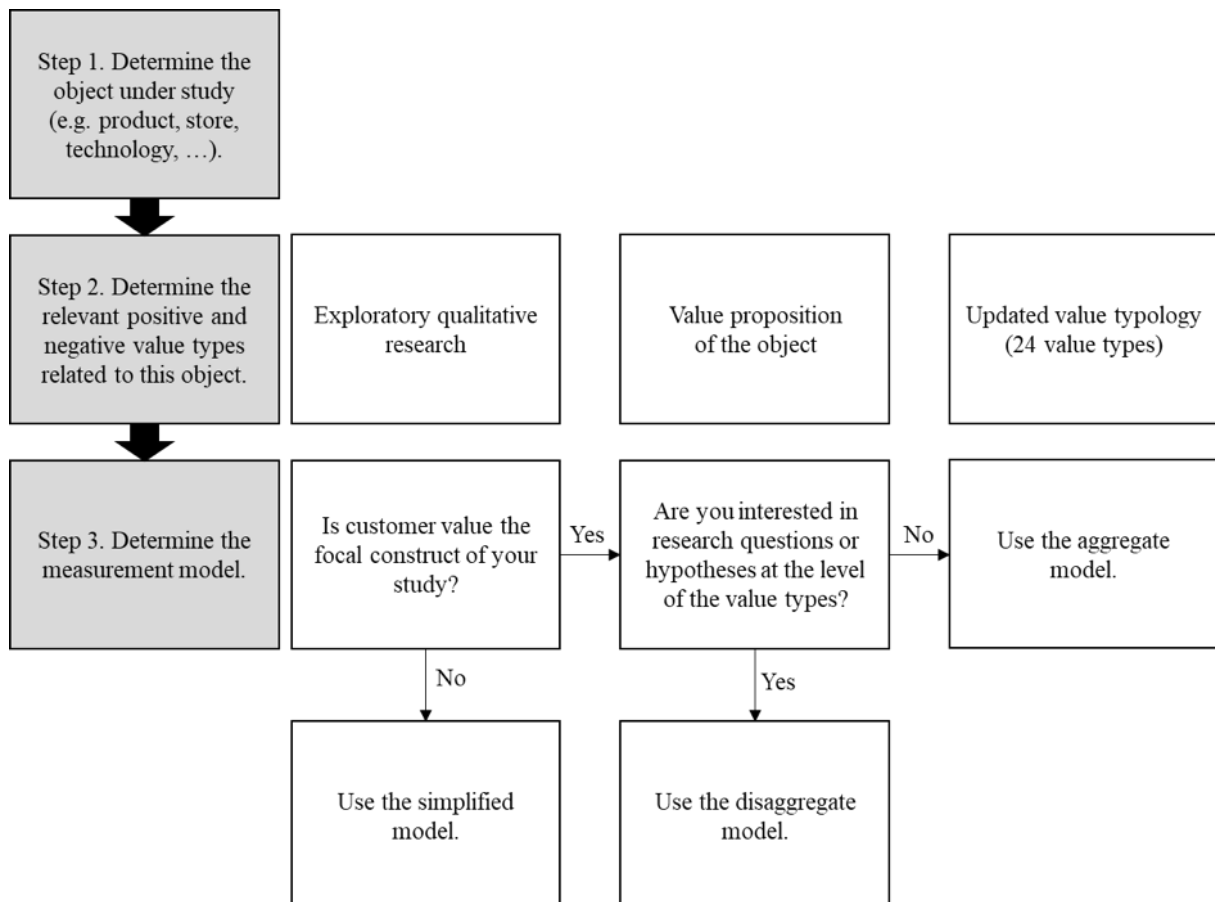 Step 1. Determine the
object under study
(e.g. product, store,
technology, …).
Step 2. Determine the
relevant positive and
negative value types
related to this object.
Exploratory qualitative
research
Value proposition
of the object
Updated value typology
(24 value types)
Step 3. Determine the
measurement model.
Is customer value the
focal construct of your
study?
Yes
Are you interested in
research questions or
hypotheses at the level
of the value types?
No
Use the aggregate
model.
No
Yes
Use the simplified
model.
Use the disaggregate
model.